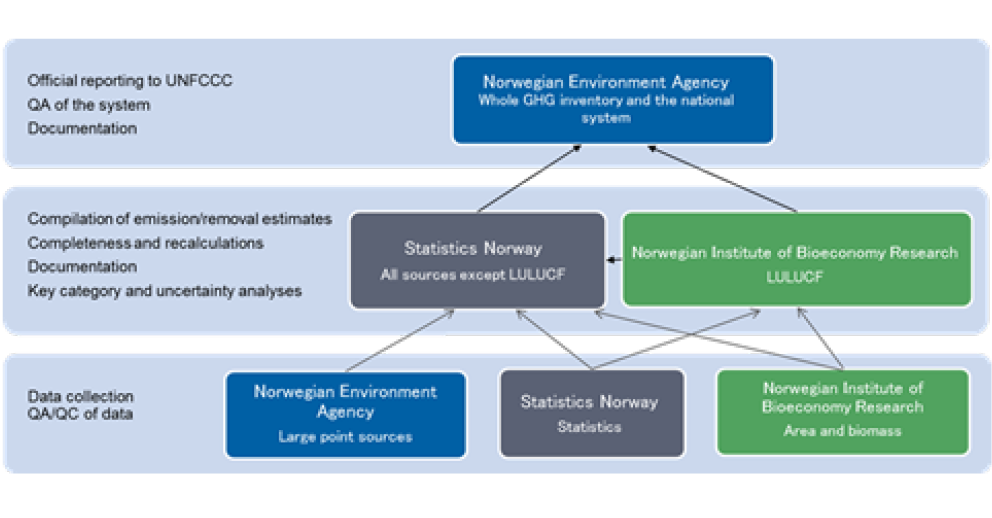 Official reporting to UNFCCC
QA of the system
Documentation
Norwegian Environment Agency
Whole GHG inventory and the national
system
Compilation of emission/removal estimates
Completeness and recalculations
Documentation
Key category and uncertainty analyses
Statistics Norway
All sources except LULUCF
Norwegian Institute of Bioeconomy Research
LULUCF
Data collection
QA/QC of data
Norwegian Environment
Agency
Large point sources
Statistics Norway
Statistics
Norwegian Institute of
Bioeconomy Research
Area and biomass